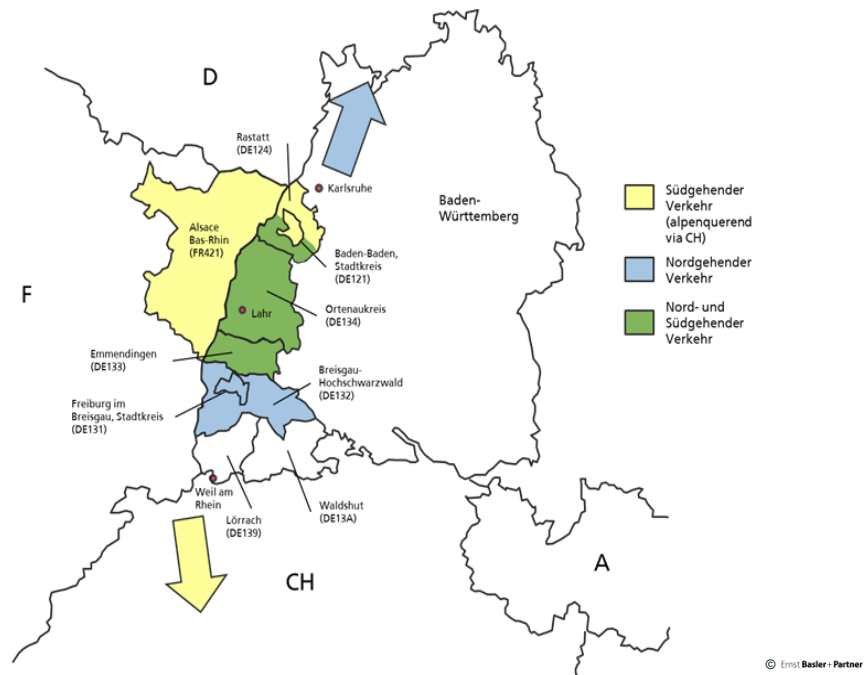 D
Rastatt
(DE124)
Karlsruhe
Baden-
Württemberg
Südgehender
Verkehr
(alpenquerend
via CH)
Nordgehender
Verkehr
Nord- und
Südgehender
Verkehr
Alsace
Bas-Rhin
(FR421)
Baden-Baden,
Stadtkreis
(DE121)
F
Lahr
Ortenaukreis
(DE134)
Emmendingen
(DE133)
Breisgau-
Hochschwarzwald
(DE132)
Freiburg im
Breisgau, Stadtkreis
(DE131)
Weil am
Rhein
Lörrach
(DE139)
Waldshut
(DE13A)
CH
A
© Ernst Basler + Partner